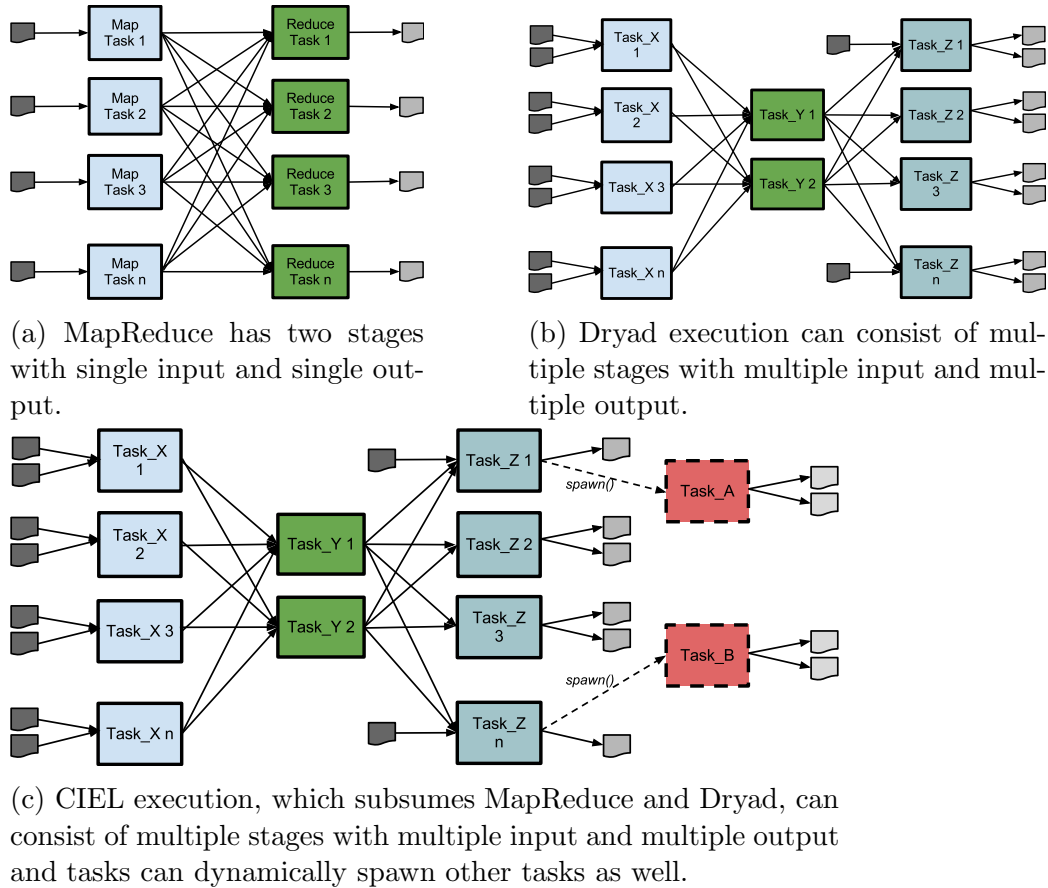 Map
Task 1
Reduce
Task 1
Map
Task 2
Reduce
Task 2
Map
Task 3
Reduce
Task 3
Map
Task n
Reduce
Task n
(a) MapReduce has two stages
with single input and single out-
put.
Task_X
1
Task_Z 1
Task_X
2
Task_Y 1
Task_Z 2
Task_X 3
Task_Y 2
Task_Z
3
Task_X n
Task_Z
n
(b) Dryad execution can consist of mul-
tiple stages with multiple input and mul-
tiple output.
Task_X
1
Task_Z 1
spawn()
Task_A
Task_X
2
Task_Y 1
Task_Z 2
Task_X 3
Task_Y 2
Task_Z
3
Task_B
spawn()
Task_X n
Task_Z
n
(c) CIEL execution, which subsumes MapReduce and Dryad, can
consist of multiple stages with multiple input and multiple output
and tasks can dynamically spawn other tasks as well.